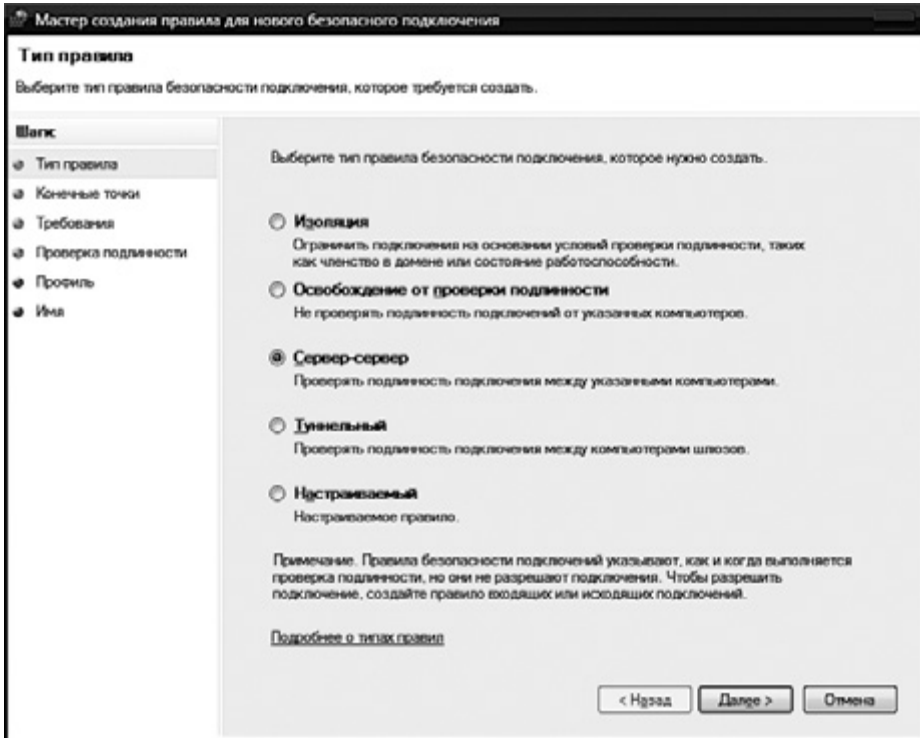 Мастер создания правила для нового безопасного подключения
Тип правила
Выберите тип правила безопасности подключения, которое требуется создать.
Шаги:
Тип правила
Конечные точки
Требования
Проверка подлинности
Профиль
Имя
Выберите тип правила безопасности подключения, которое нужно создать.
Изоляция
Ограничить подключения на основании условий проверки подлинности, таких
как членство в домене или состояние работоспособности.
Освобождение от проверки подлинности
Не проверять подлинность подключений от указанных компьютеров.
Сервер-сервер
Проверять подлинность подключения между указанными компьютерами.
Туннельный
Проверять подлинность подключения между компьютерами шлюзов.
Настраиваемый
Настраиваемое правило.
Примечание. Правила безопасности подключений указывают, как и когда выполняется
проверка подлинности, но они не разрешают подключения. Чтобы разрешить
подключение, создайте правило входящих или исходящих подключений.
Подробнее о типах правил
< Назад
Далее >
Отмена